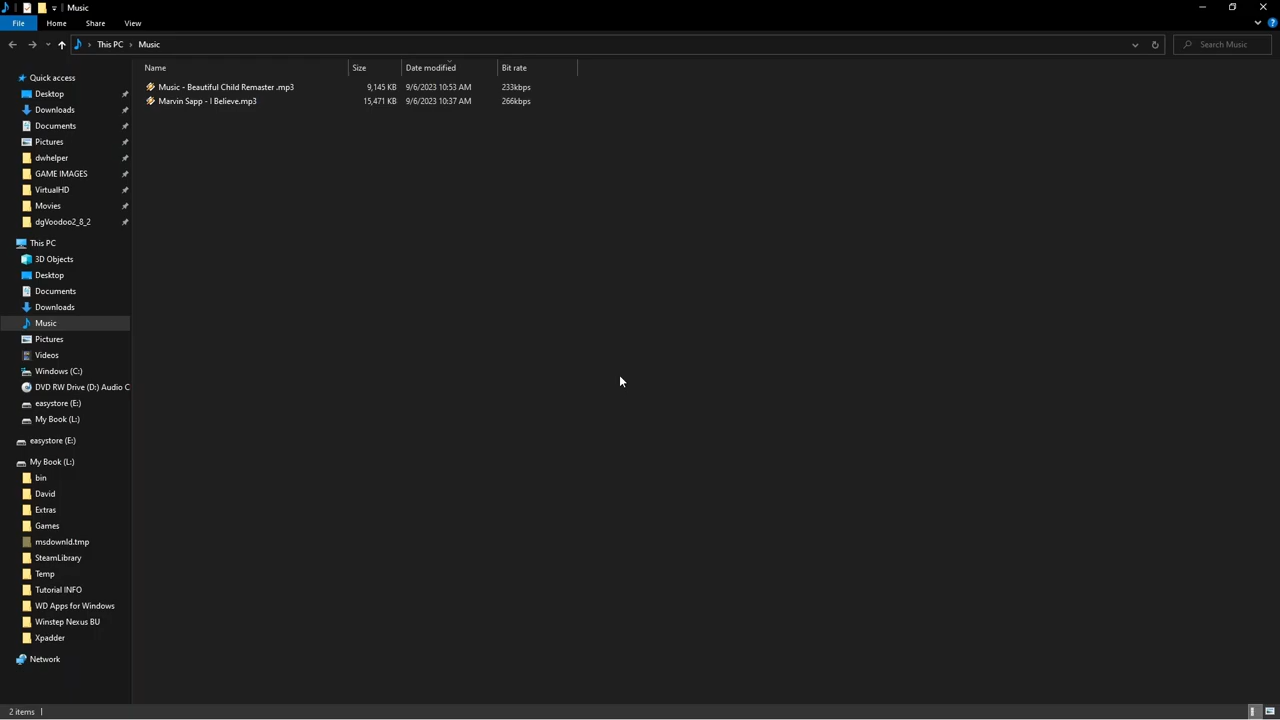 Music
File
Home
Share
View
This PC
Music
Search Music
Name
Size
Date modified
Bit rate
Music - Beautiful Child Remaster .mp3
9,145 KB
9/6/2023 10:53 AM
233kbps
Marvin Sapp - I Believe.mp3
15,471 KB
9/6/2023 10:37 AM
266kbps
Quick access
Desktop
Downloads
Documents
Pictures
dwhelper
GAME IMAGES
VirtualHD
Movies
dgVoodoo2_8_2
This PC
3D Objects
Desktop
Documents
Downloads
Music
Pictures
Videos
Windows (C:)
DVD RW Drive (D:) Audio C
easystore (E:)
My Book (L:)
easystore (E:)
My Book (L:)
bin
David
Extras
Games
msdownld.tmp
SteamLibrary
Temp
Tutorial INFO
WD Apps for Windows
Winstep Nexus BU
Xpadder
Network
2 items